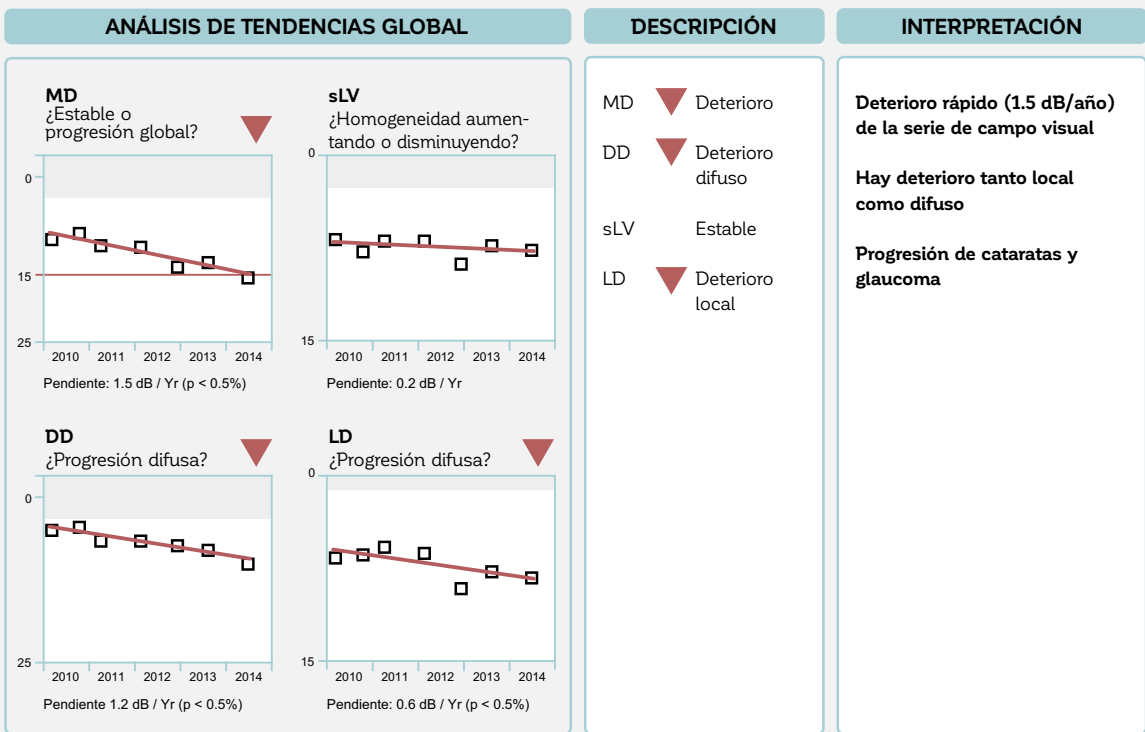 ANÁLISIS DE TENDENCIAS GLOBAL
DESCRIPCIÓN
INTERPRETACIÓN
MD
¿Estable o
progresión global?
0
15
25
2010 2011 2012 2013 2014
Pendiente: 1.5 dB / Yr (p < 0.5%)
sLV
¿Homogeneidad aumen-
tando o disminuyendo?
0
15
2010 2011 2012 2013 2014
Pendiente: 0.2 dB / Yr
DD
¿Progresión difusa?
0
25
2010 2011 2012 2013 2014
Pendiente 1.2 dB / Yr (p < 0.5%)
LD
¿Progresión difusa?
0
15
2010 2011 2012 2013 2014
Pendiente: 0.6 dB / Yr (p < 0.5%)
MD Deterioro
DD Deterioro
difuso
sLV Estable
LD Deterioro
local
Deterioro rápido (1.5 dB/año)
de la serie de campo visual
Hay deterioro tanto local
como difuso
Progresión de cataratas y
glaucoma